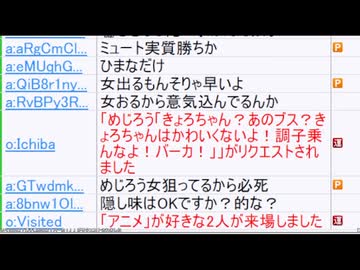 a:aRgCmCl... ミュート実質勝ちか P
a:eMUqhG... ひまなだけ
a:QiB8r1ny... 女出るもんそりゃ早いよ P
a:RvBPy3R... 女おるから意気込んでるんか
「めじろう「きょろちゃん？あのブス？き
ょろちゃんはかわいくないよ！調子乗
o:Ichiba んなよ！バーカ！」」がリクエストされ 運
ました
a:GTwdmk... めじろう女狙ってるから必死 P
a:8bnw1Ol... 隠し味はOKですか？的な？
o:Visited 「アニメ」が好きな2人が来場しました 運